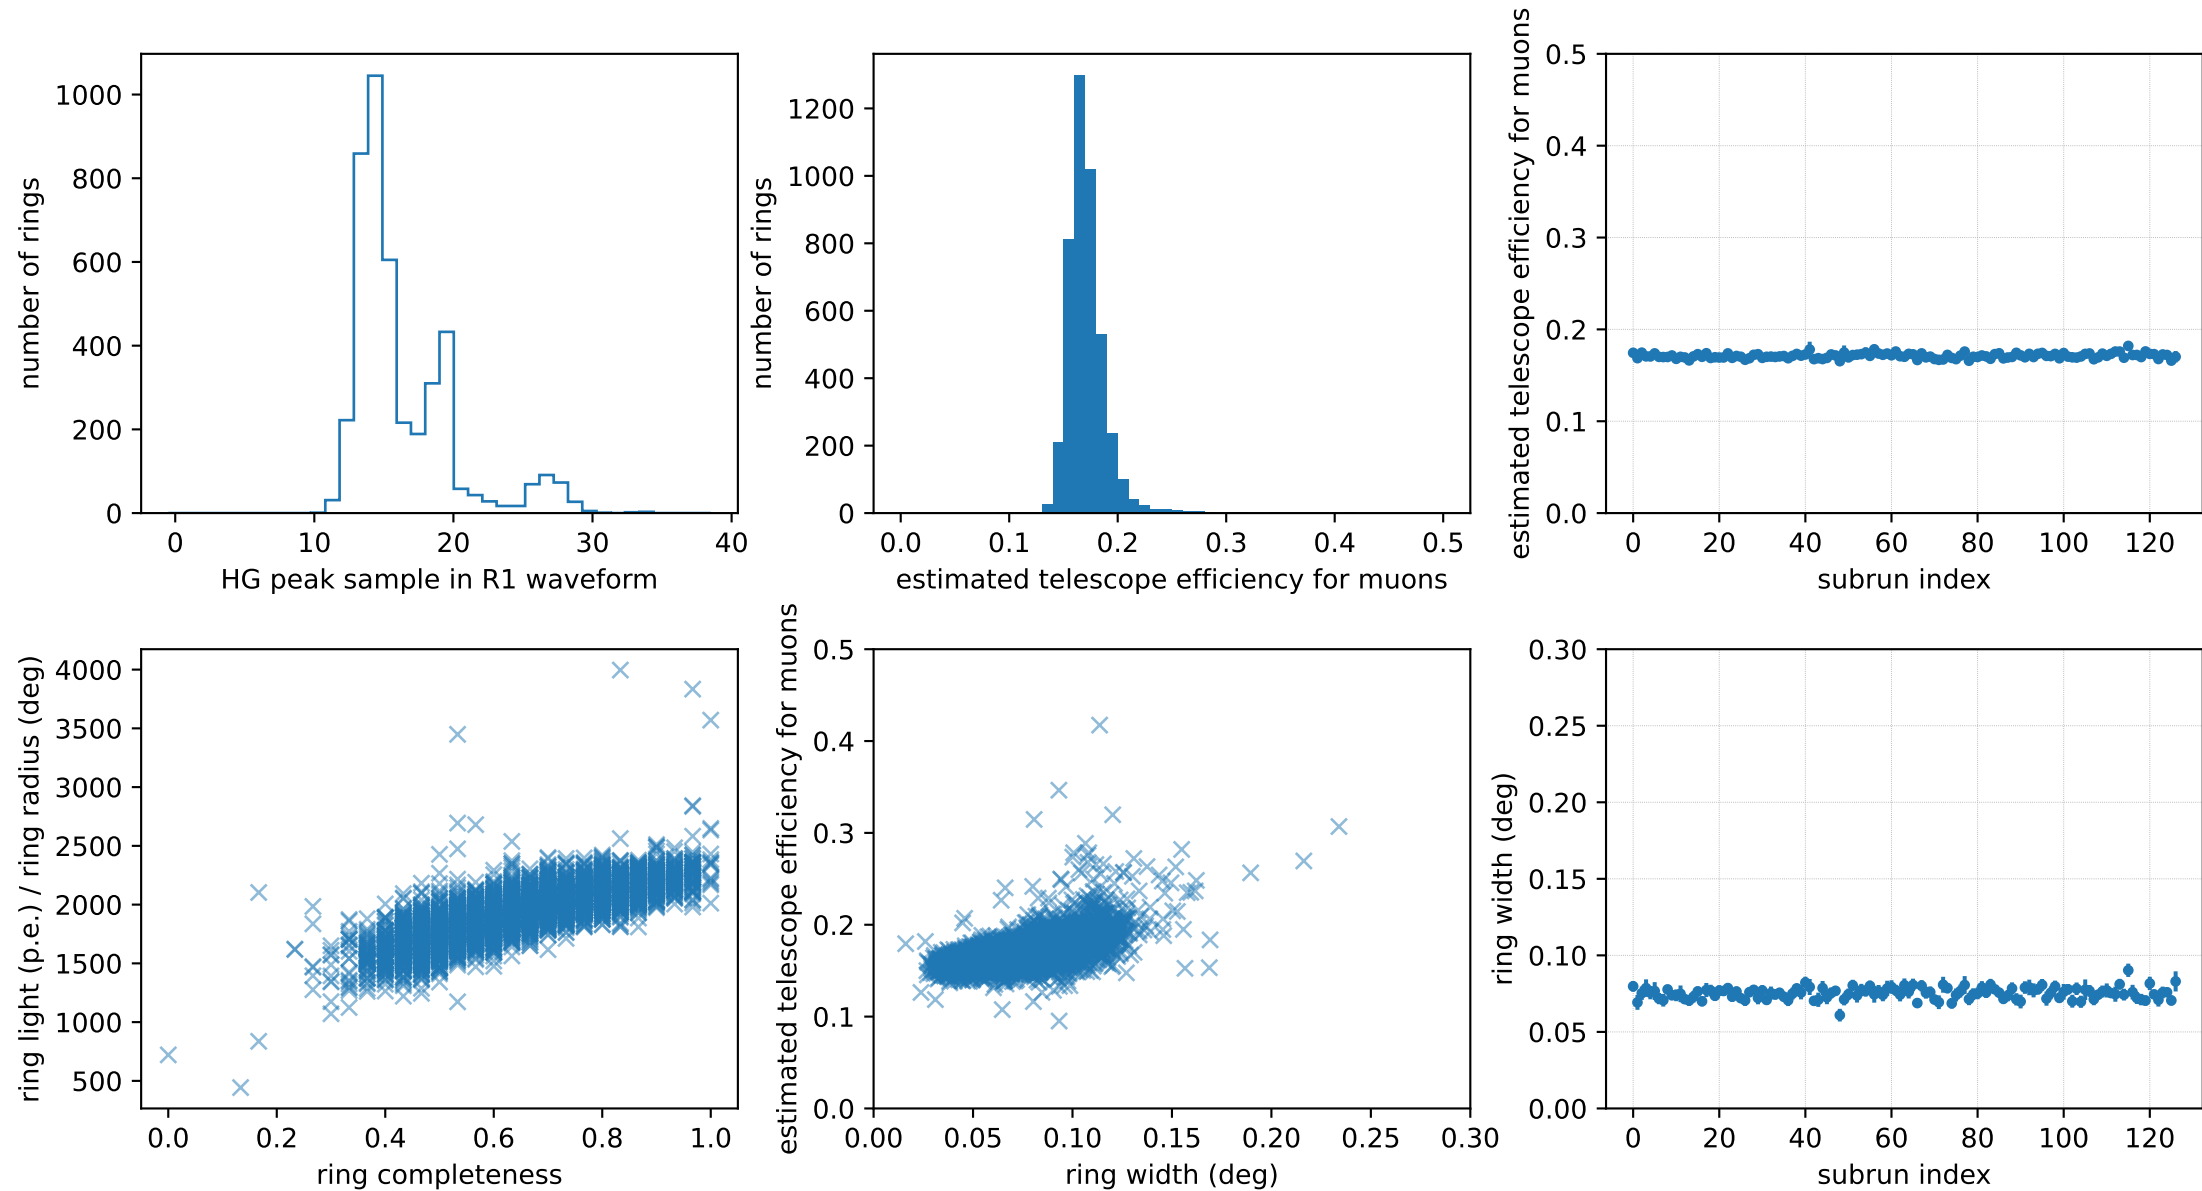 number of rings
1000
800
600
400
200
0
0 10 20 30 40
HG peak sample in R1 waveform
number of rings
1200
1000
800
600
400
200
0
0.0 0.1 0.2 0.3 0.4 0.5
estimated telescope efficiency for muons
estimated telescope efficiency for muons
0.5
0.4
0.3
0.2
0.1
0.0
0 20 40 60 80 100 120
subrun index
ring light (p.e.) / ring radius (deg)
4000
3500
3000
2500
2000
1500
1000
500
0.0 0.2 0.4 0.6 0.8 1.0
ring completeness
estimated telescope efficiency for muons
0.5
0.4
0.3
0.2
0.1
0.0
0.00 0.05 0.10 0.15 0.20 0.25 0.30
ring width (deg)
ring width (deg)
0.30
0.25
0.20
0.15
0.10
0.05
0.00
0 20 40 60 80 100 120
subrun index